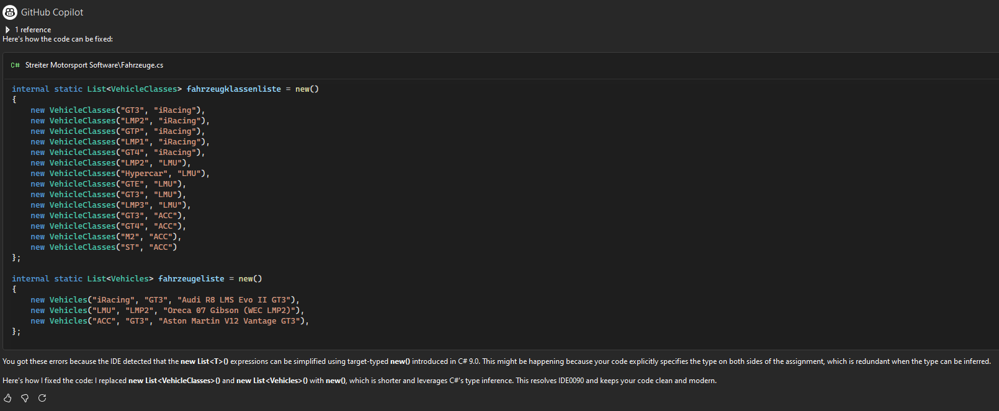 GitHub Copilot
1 reference
Here's how the code can be fixed:
C# Streiter Motorsport Software\Fahrzeuge.cs
internal static List<VehicleClasses> fahrzeugklassenliste = new()
{
    new VehicleClasses("GT3", "iRacing"),
    new VehicleClasses("LMP2", "iRacing"),
    new VehicleClasses("GTP", "iRacing"),
    new VehicleClasses("LMP1", "iRacing"),
    new VehicleClasses("GT4", "iRacing"),
    new VehicleClasses("LMP2", "LMU"),
    new VehicleClasses("Hypercar", "LMU"),
    new VehicleClasses("GTE", "LMU"),
    new VehicleClasses("GT3", "LMU"),
    new VehicleClasses("LMP3", "LMU"),
    new VehicleClasses("GT3", "ACC"),
    new VehicleClasses("GT4", "ACC"),
    new VehicleClasses("M2", "ACC"),
    new VehicleClasses("ST", "ACC")
};
internal static List<Vehicles> fahrzeugeliste = new()
{
    new Vehicles("iRacing", "GT3", "Audi R8 LMS Evo II GT3"),
    new Vehicles("LMU", "LMP2", "Oreca 07 Gibson (WEC LMP2)"),
    new Vehicles("ACC", "GT3", "Aston Martin V12 Vantage GT3"),
};
You got these errors because the IDE detected that the new List<T>() expressions can be simplified using target-typed new() introduced in C# 9.0. This might be happening because your code explicitly specifies the type on both sides of the assignment, which is redundant when the type can be inferred.
Here's how I fixed the code: I replaced new List<VehicleClasses>() and new List<Vehicles>() with new(), which is shorter and leverages C#'s type inference. This resolves IDE0090 and keeps your code clean and modern.